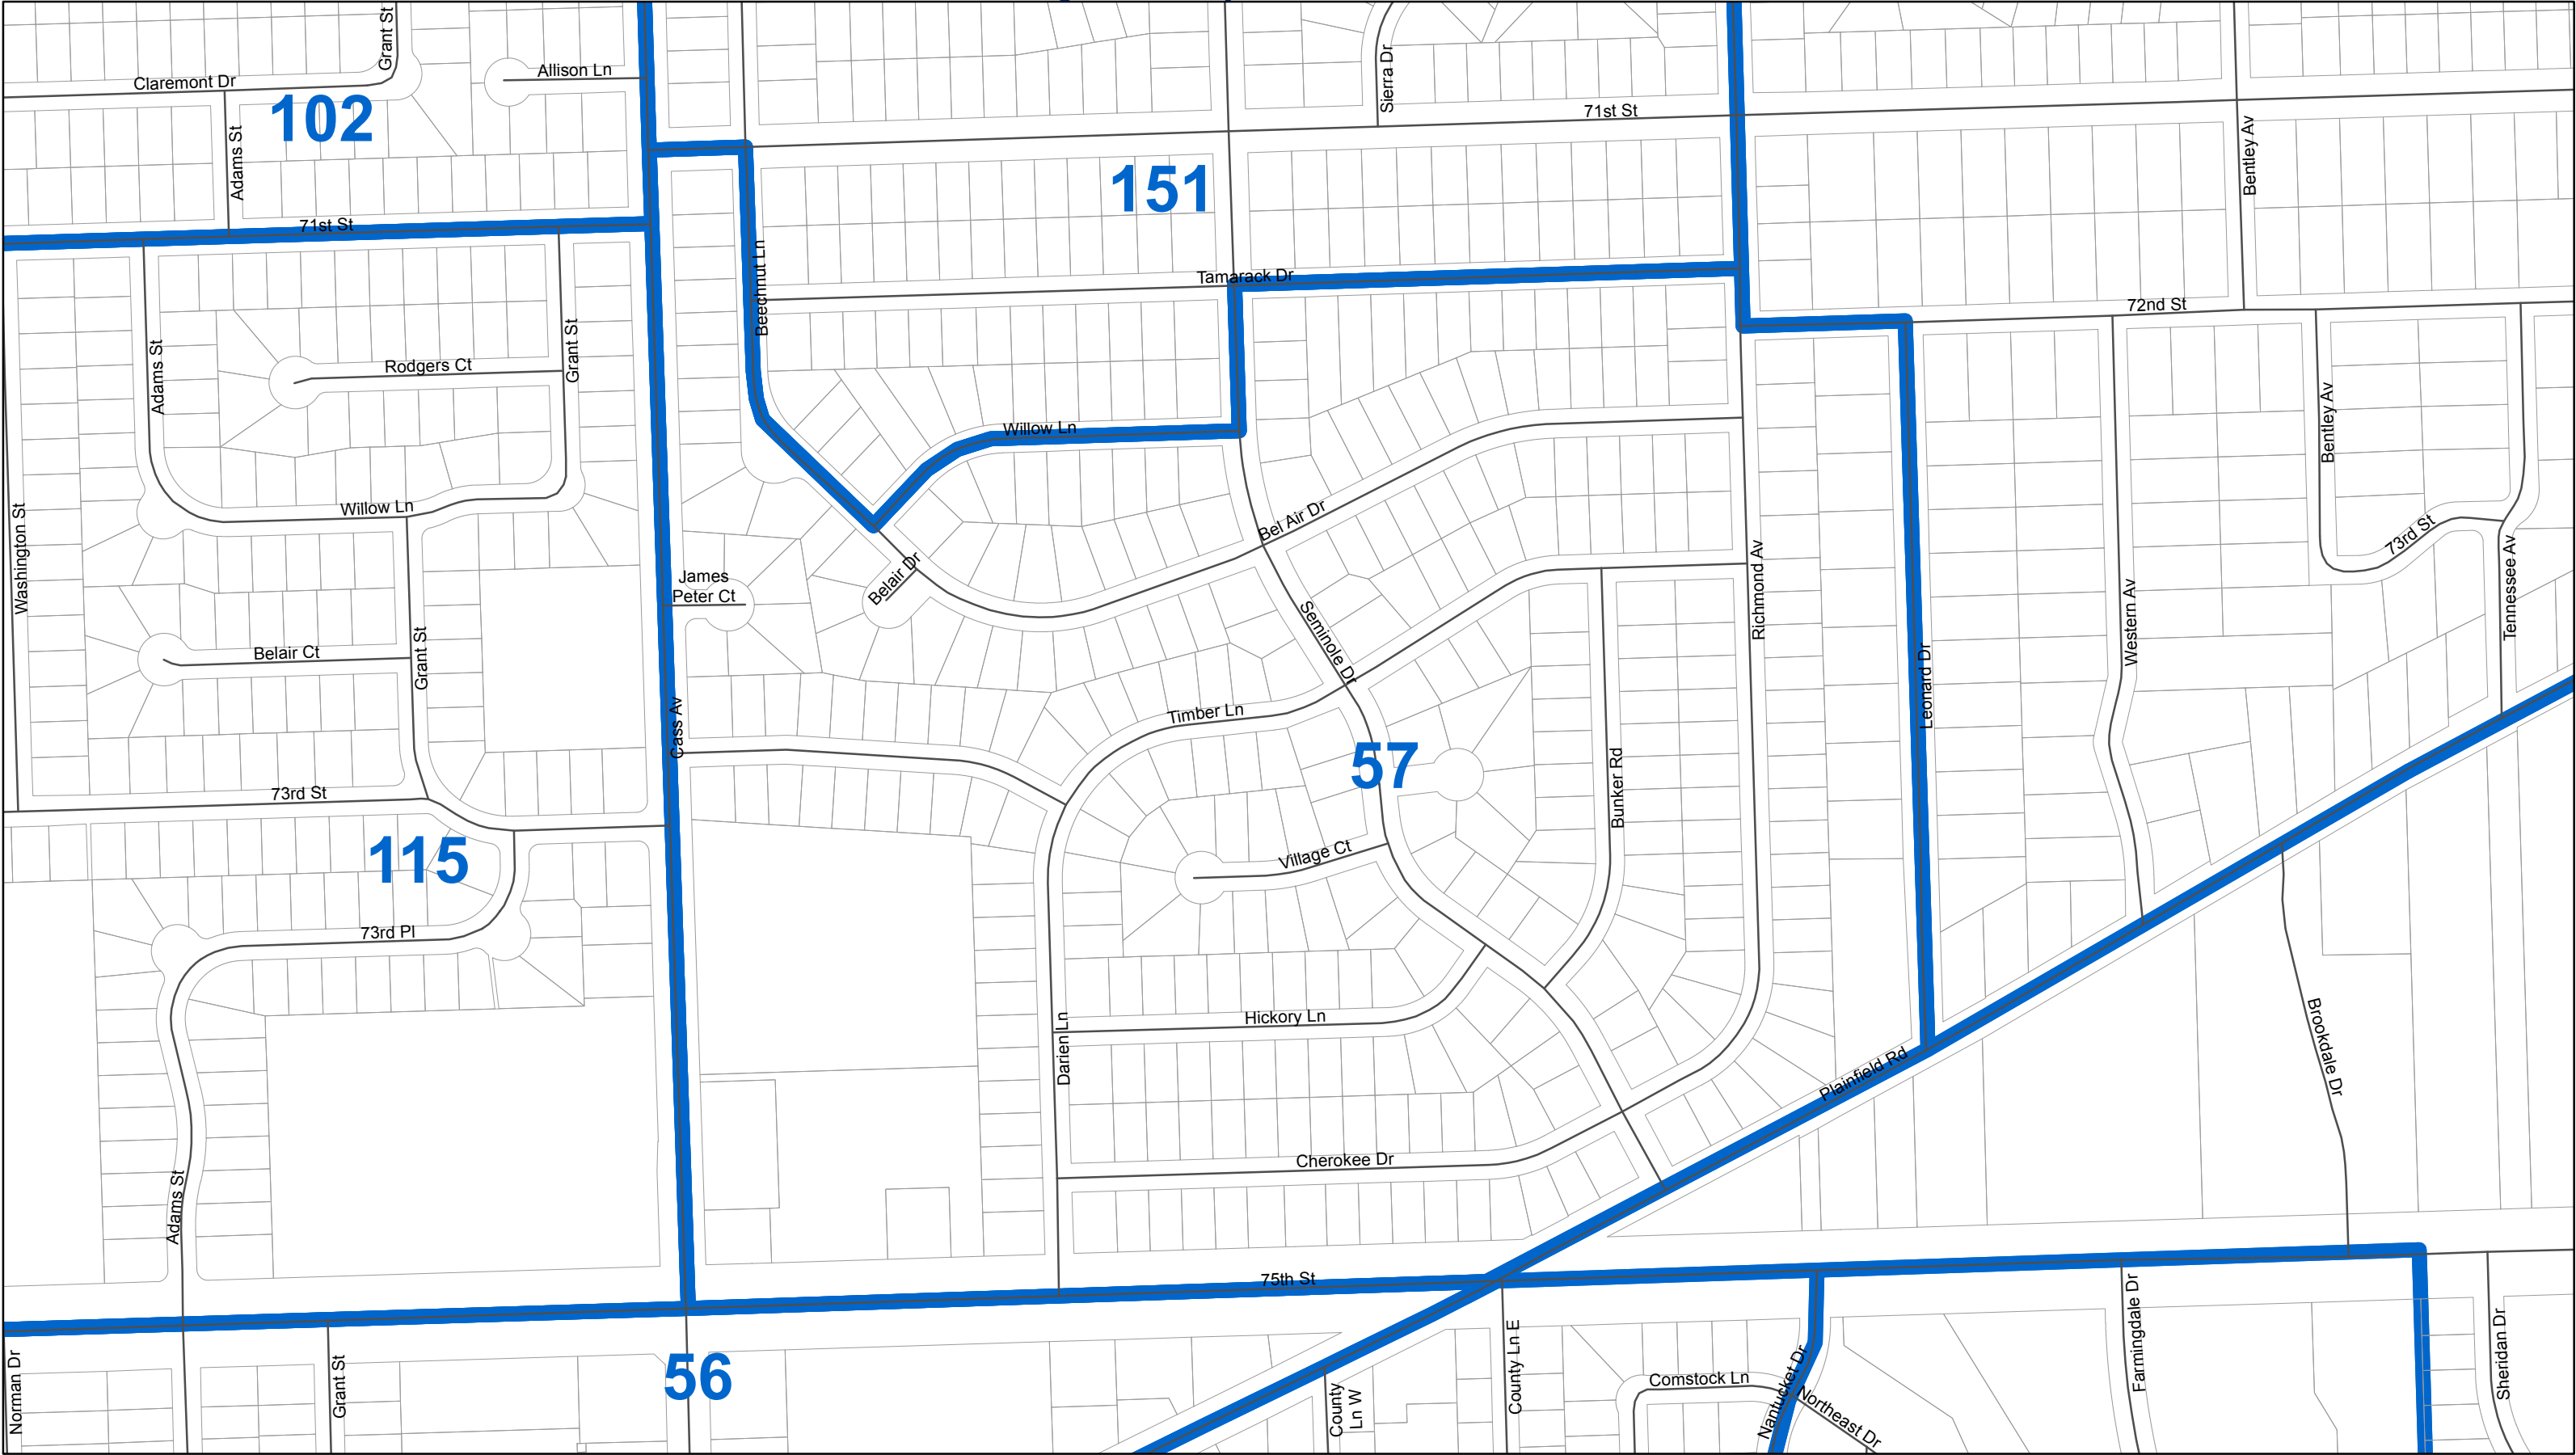 Grant St
Claremont Dr
Allison Ln
Sierra Dr
102
Adams St
71st St
Bentley Av
151
71st St
Beechnut Ln
Tamarack Dr
72nd St
Adams St
Rodgers Ct
Grant St
Willow Ln
Bentley Av
Willow Ln
Bel Air Dr
73rd St
Washington St
Belair Dr
James
Peter Ct
Seminole Dr
Richmond Av
Western Av
Tennessee Av
Belair Ct
Grant St
Leonard Dr
Cass Av
Timber Ln
57
Bunker Rd
73rd St
115
Village Ct
73rd Pl
Hickory Ln
Darien Ln
Plainfield Rd
Brookdale Dr
Cherokee Dr
Adams St
75th St
Norman Dr
Grant St
56
County
Ln W
County Ln E
Comstock Ln
Nantucket Dr
Northeast Dr
Farmingdale Dr
Sheridan Dr